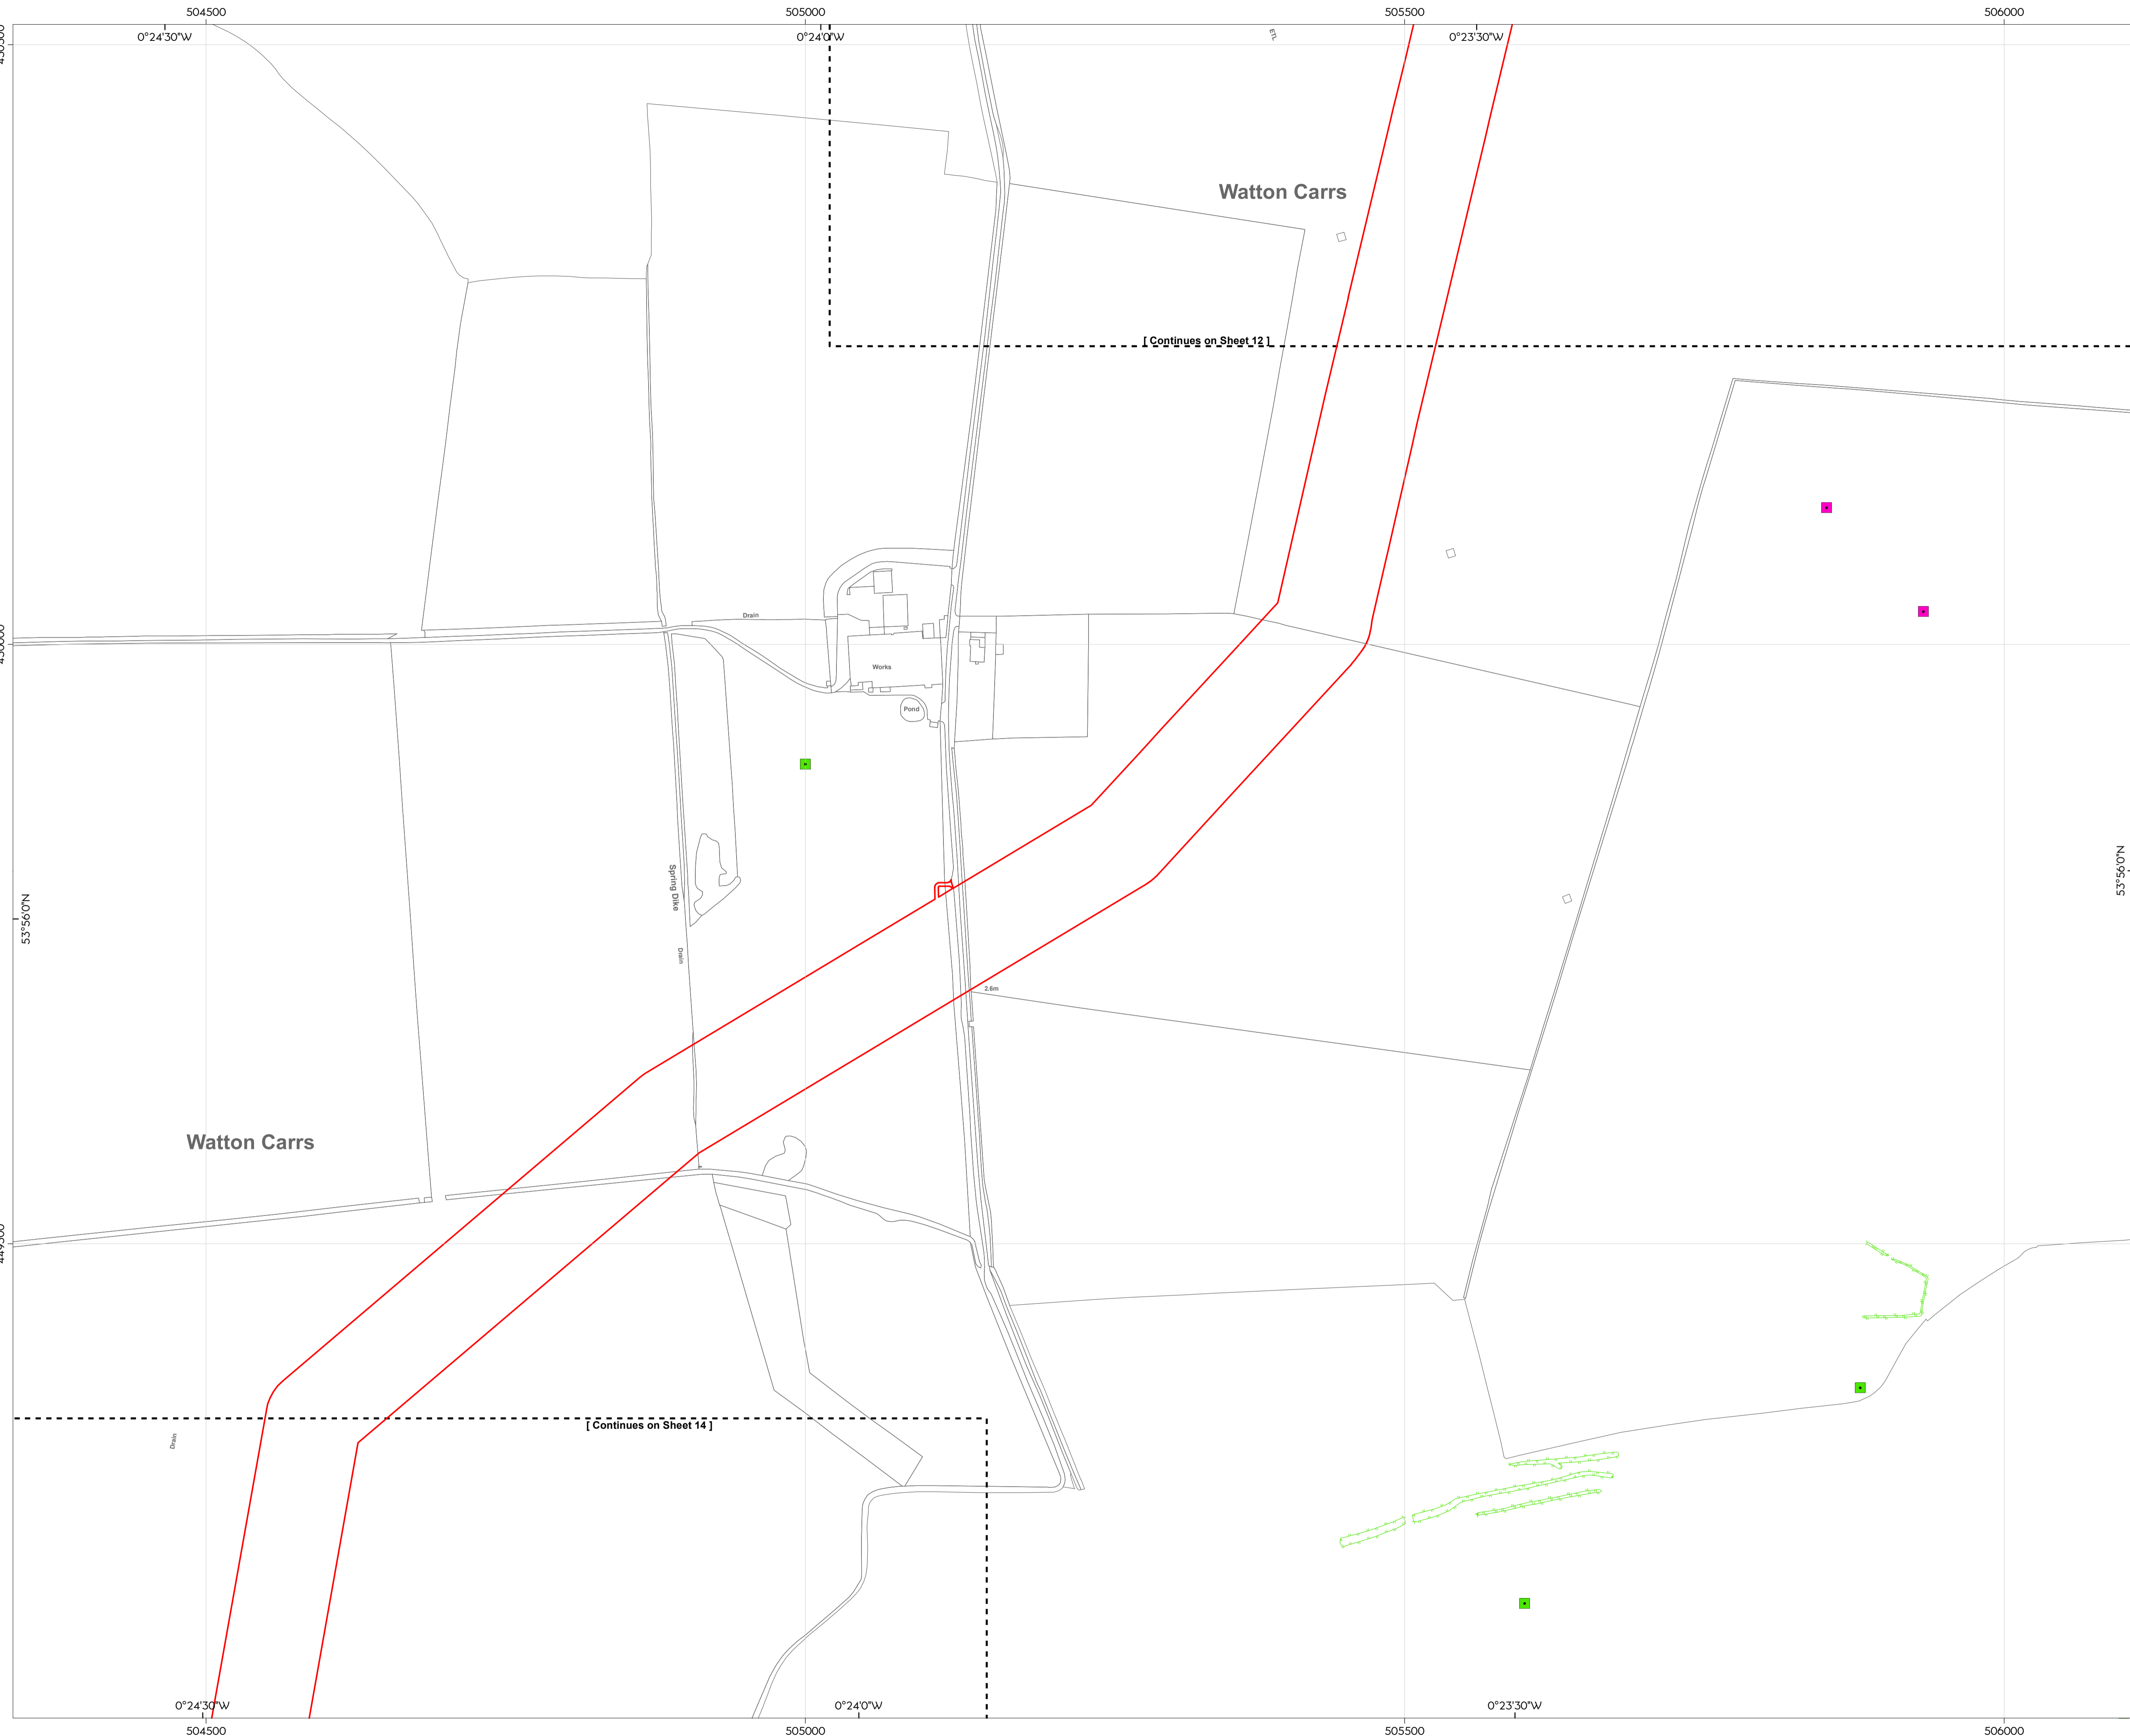 504500
505000
505500
506000
0°24'30"W
0°24'0"W
ETL
0°23'30"W
Watton Carrs
[ Continues on Sheet 12 ]
Drain
450000
Works
Pond
Spring Dike
53°56'0"N
53°56'0"N
Drain
2.6m
Watton Carrs
[ Continues on Sheet 14 ]
Drain
0°24'30"W
0°24'0"W
0°23'30"W
504500
505000
505500
506000